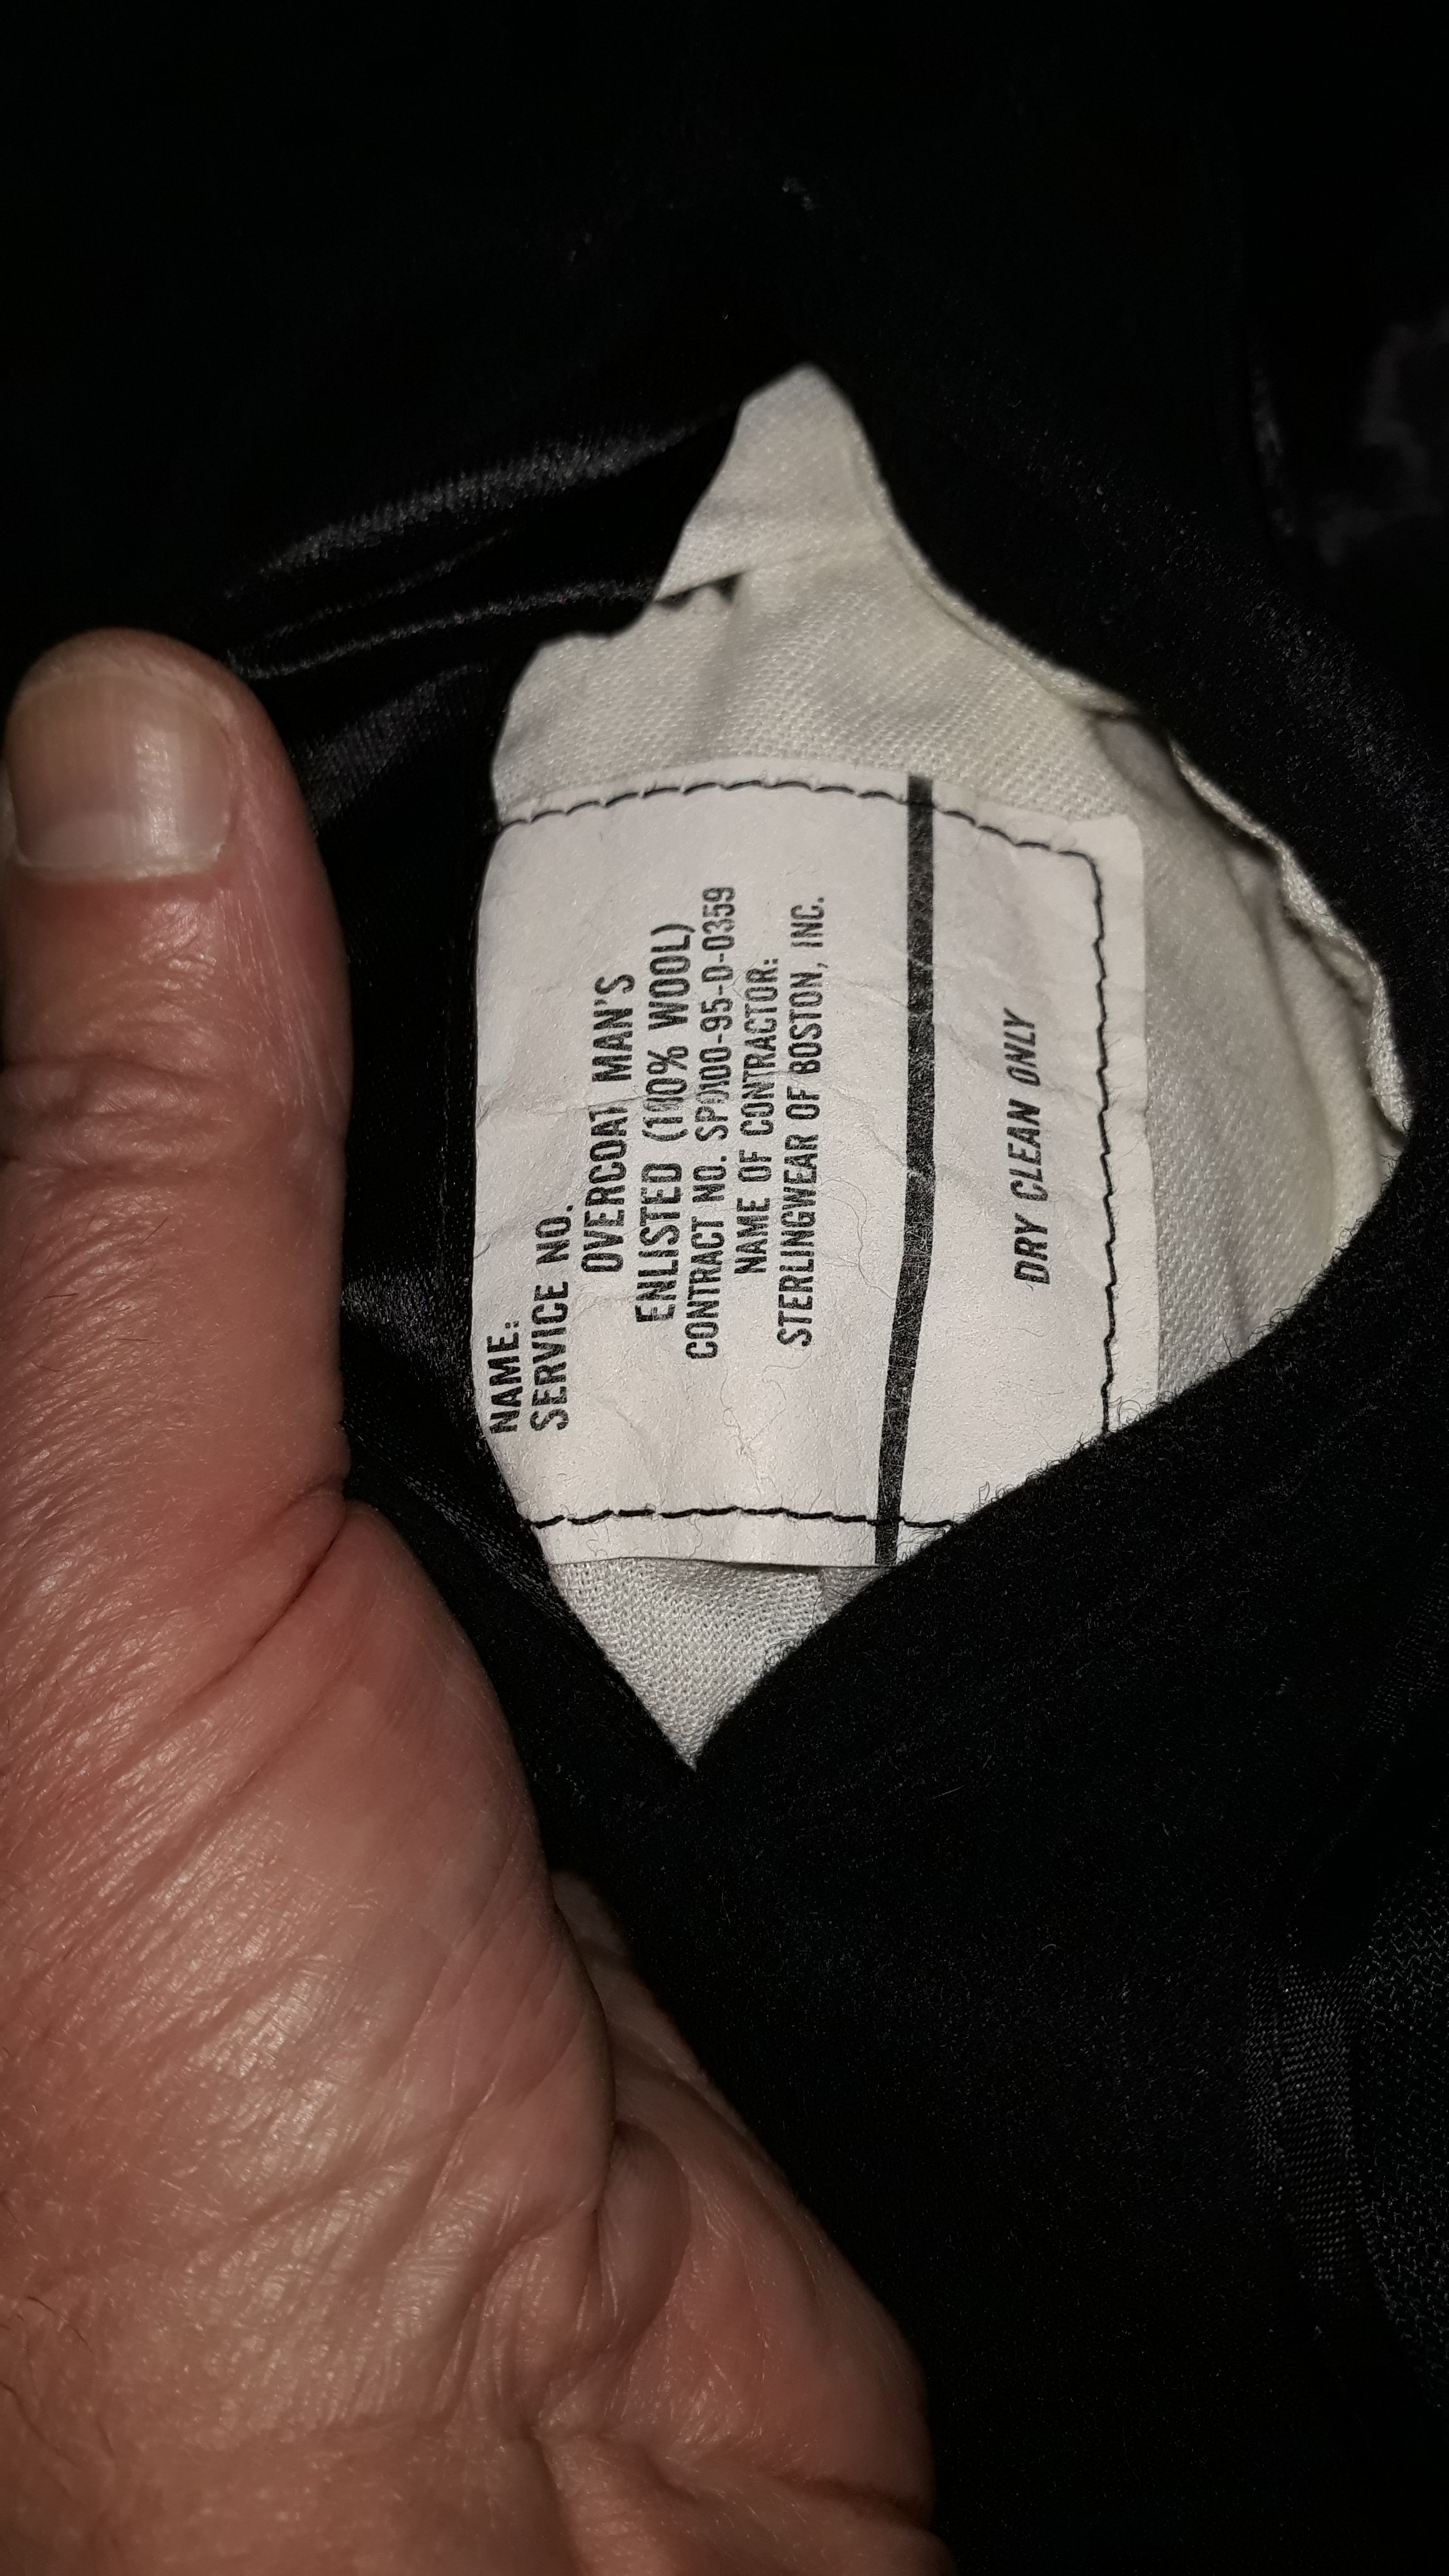 NAME:
SERVICE NO.
OVERCOAT MAN'S
ENLISTED (100% WOOL)
CONTRACT NO. SP0100-95-D-0359
NAME OF CONTRACTOR:
STERLINGWEAR OF BOSTON, INC.
DRY CLEAN ONLY